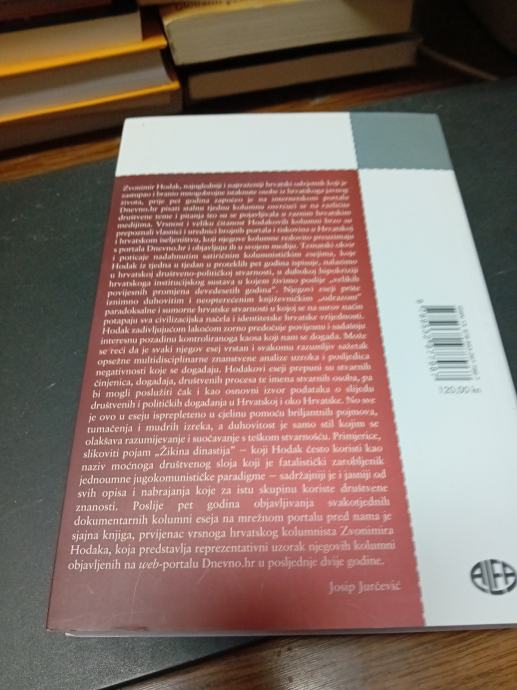 Zvonimir Hodak, najugledniji i najtraženiji hrvatski odvjetnik koji je
zastupao i branio mnogobrojne istaknute osobe iz hrvatskoga javnog
života, prije pet godina započeo je na internetskom portalu
Dnevno.hr pisati stalnu tjednu kolumnu osvrćući se na različite
društvene teme i pitanja što su se pojavljivala u raznim hrvatskim
medijima. Vrsnost i veliku čitanost Hodakovih kolumni brzo su
prepoznali vlasnici i urednici brojnih portala i tiskovina u Hrvatskoj
i hrvatskom iseljeništvu, koji njegove kolumne redovito preuzimaju
s portala Dnevno.hr i objavljuju ih u svojem mediju. Tematski okvir
i poticaje nadahnutim satiričnim kolumnističkim esejima, koje
Hodak iz tjedna u tjedan u proteklih pet godina ispisuje, nalazimo
u hrvatskoj društveno-političkoj stvarnosti, u dubokoj hipokriziji
hrvatskoga institucijskog sustava u kojem živimo poslije „velikih
povijesnih promjena devedesetih godina". Njegovi eseji pršte
iznimno duhovitim i neopterećenim književničkim „odrazom"
paradoksalne i sumorne hrvatske stvarnosti u kojoj se na surov način
potapaju sva civilizacijska načela i identitetske hrvatske vrijednosti.
Hodak zadivljujućom lakoćom zorno predočuje povijesnu i sadašnju
interesnu pozadinu kontroliranoga kaosa koji nam se događa. Može
se reći da je svaki njegov esej vrstan i svakomu razumljiv sažetak
opsežne multidisciplinarne znanstvene analize uzroka i posljedica
negativnosti koje se događaju. Hodakovi eseji prepuni su stvarnih
činjenica, događaja, društvenih procesa te imena stvarnih osoba, pa
bi mogli poslužiti čak i kao osnovni izvor podataka o slijedu
društvenih i političkih događanja u Hrvatskoj i oko Hrvatske. No sve
je ovo u eseju isprepleteno u cjelinu pomoću briljantnih pojmova,
tumačenja i mudrih izreka, a duhovitost je samo stil kojim se
olakšava razumijevanje i suočavanje s teškom stvarnošću. Primjerice,
slikoviti pojam „Žikina dinastija" – koji Hodak često koristi kao
naziv moćnoga društvenog sloja koji je fatalistički zarobljenik
jednoumne jugokomunističke paradigme – sadržajniji je i jasniji od
svih opisa i nabrajanja koje za istu skupinu koriste društvene
znanosti. Poslije pet godina objavljivanja svakotjednih
dokumentarnih kolumni eseja na mrežnom portalu pred nama je
sjajna knjiga, prvijenac vrsnoga hrvatskog kolumnista Zvonimira
Hodaka, koja predstavlja reprezentativni uzorak njegovih kolumni
objavljenih na web-portalu Dnevno.hr u posljednje dvije godine.
Josip Jurčević
120,00 kn
ALFA